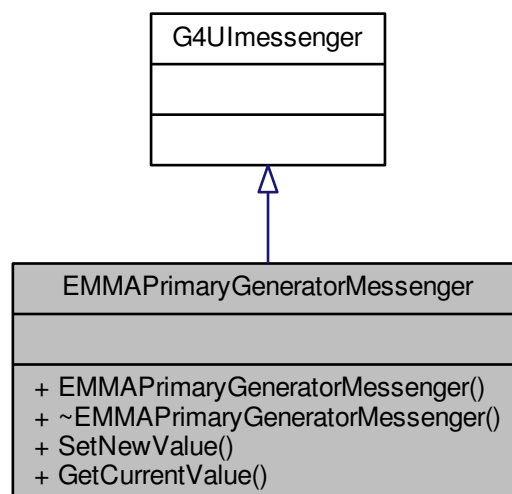 G4UImessenger
EMMAPrimaryGeneratorMessenger
+ EMMAPrimaryGeneratorMessenger()
+ ~EMMAPrimaryGeneratorMessenger()
+ SetNewValue()
+ GetCurrentValue()